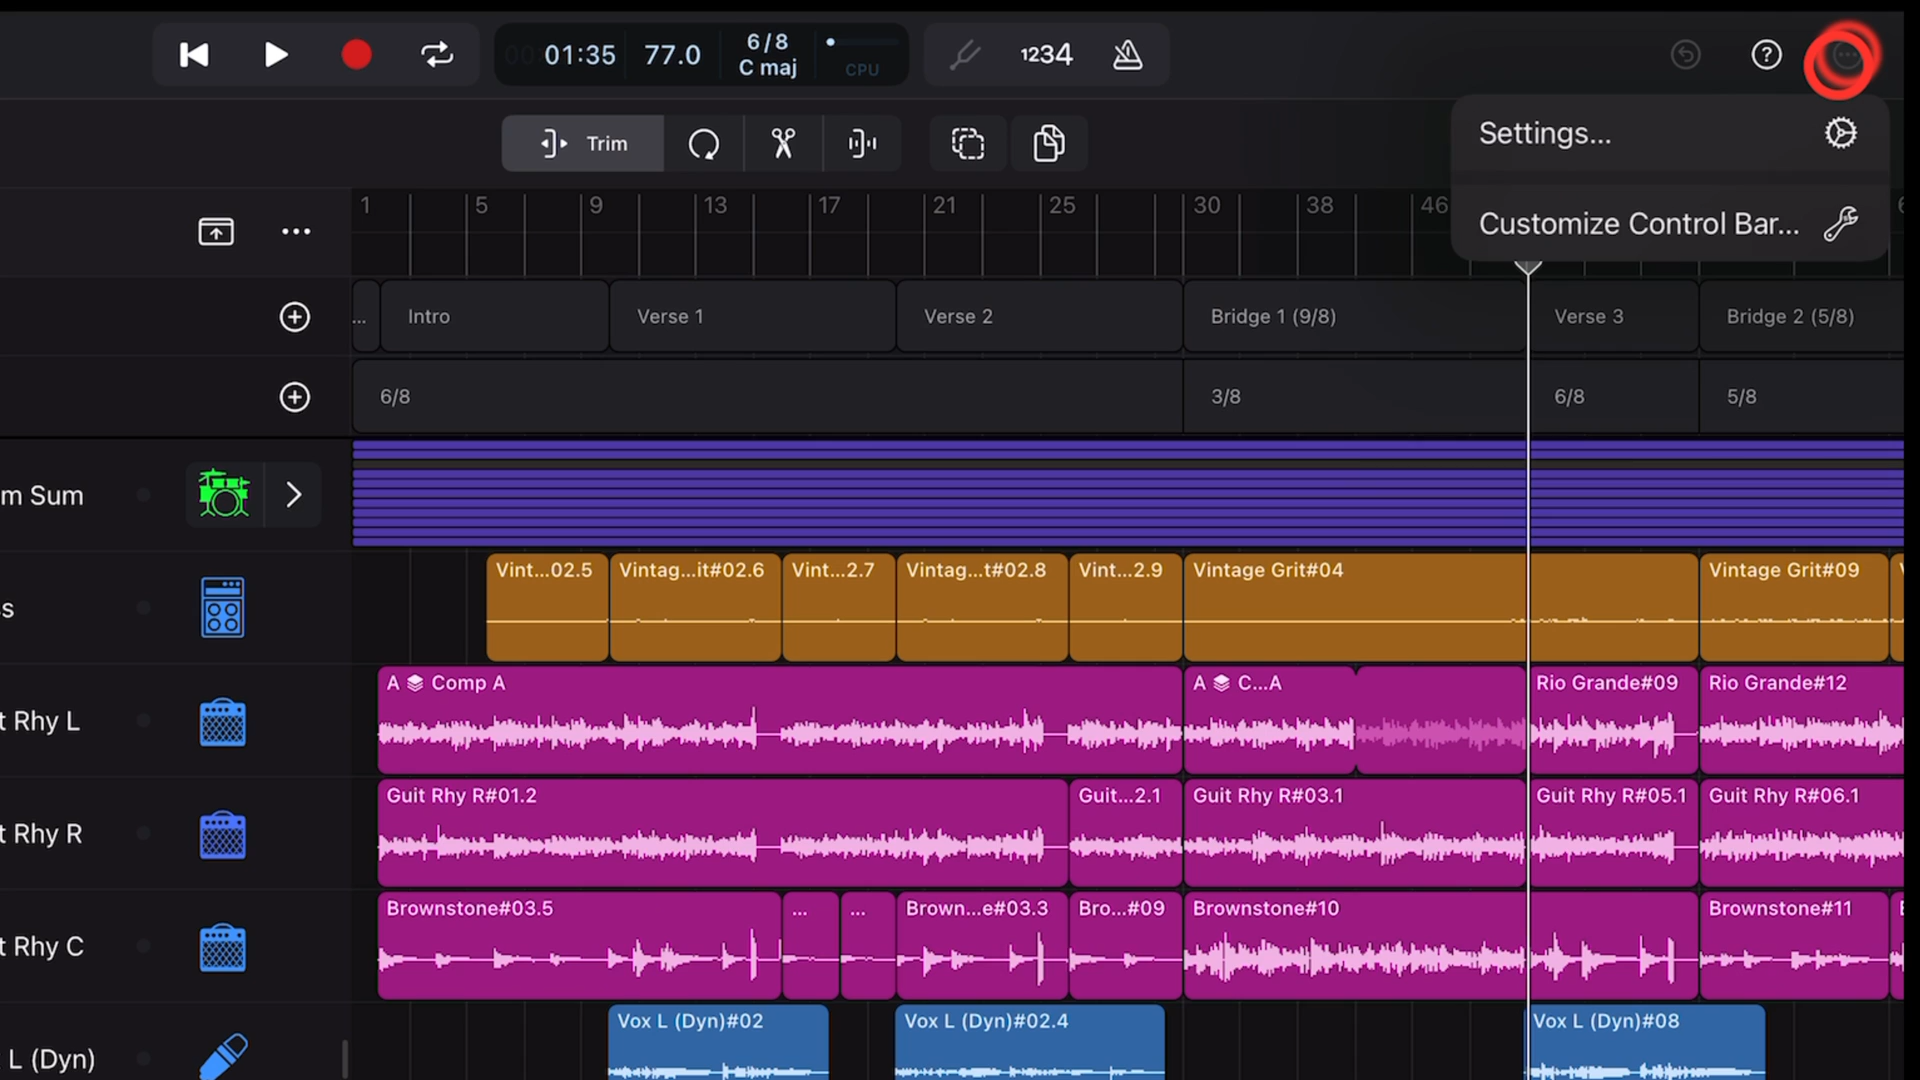 01:35
77.0
6/8
C maj
CPU
1234
Settings...
Trim
Customize Control Bar...
1 5 9 13 17 21 25 30 38 46
... Intro Verse 1 Verse 2 Bridge 1 (9/8) Verse 3 Bridge 2 (5/8)
6/8 3/8 6/8 5/8
m Sum
Vint...02.5 Vintag...it#02.6 Vint...2.7 Vintag...t#02.8 Vint...2.9 Vintage Grit#04 Vintage Grit#09
s
A Comp A A C...A Rio Grande#09 Rio Grande#12
t Rhy L
Guit Rhy R#01.2 Guit...2.1 Guit Rhy R#03.1 Guit Rhy R#05.1 Guit Rhy R#06.1
t Rhy R
Brownstone#03.5 ... ... Brown...e#03.3 Bro...#09 Brownstone#10 Brownstone#11
t Rhy C
Vox L (Dyn)#02 Vox L (Dyn)#02.4 Vox L (Dyn)#08
L (Dyn)